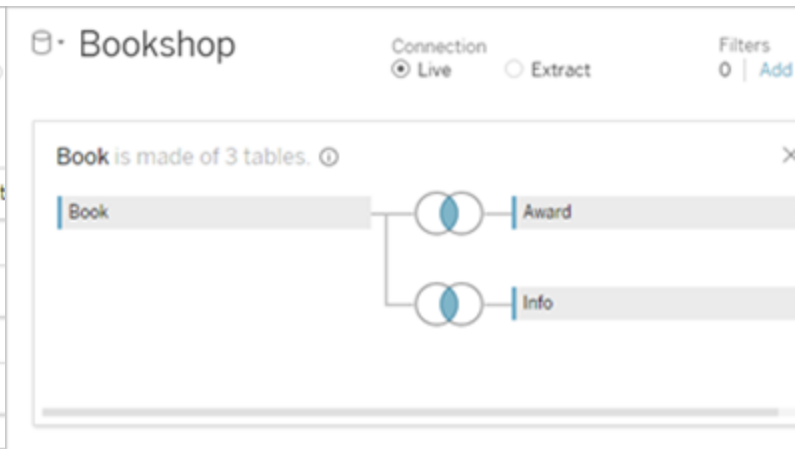 Bookshop
Connection
Live Extract
Filters
0 Add
Book is made of 3 tables.
Book
Award
Info